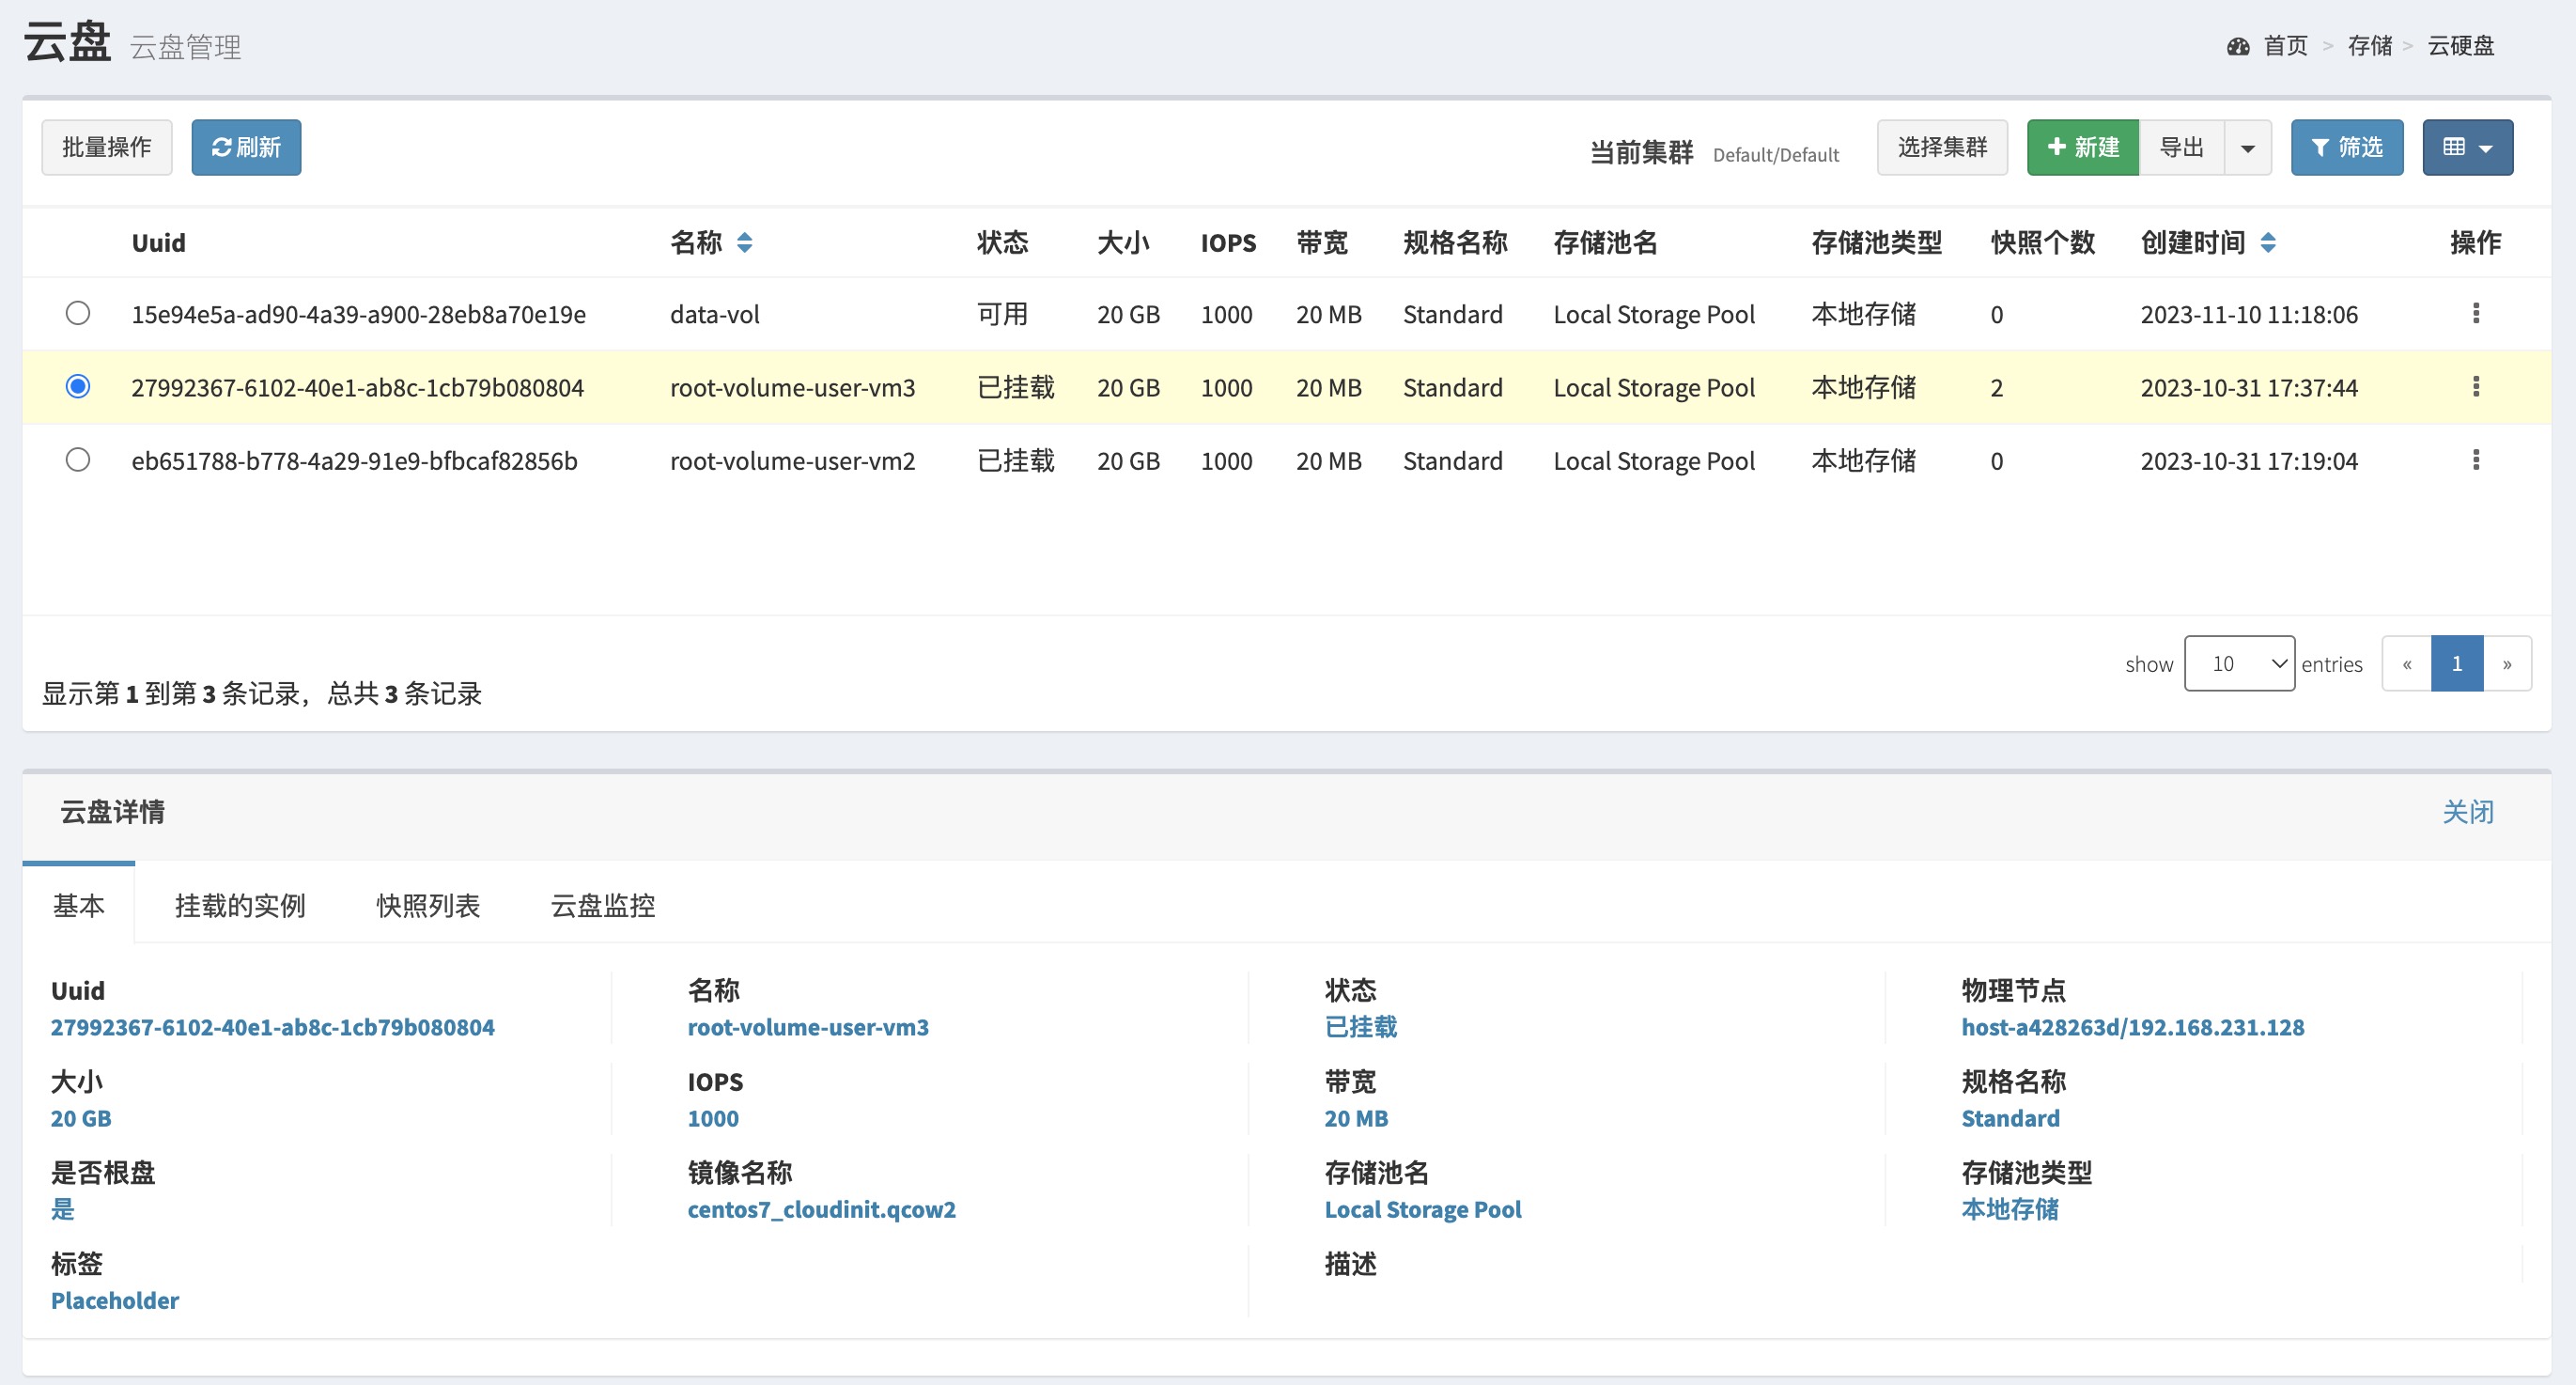 云盘 云盘管理
首页 > 存储 > 云硬盘
批量操作 刷新 当前集群 Default/Default 选择集群 新建 导出 筛选
Uuid 名称 状态 大小 IOPS 带宽 规格名称 存储池名 存储池类型 快照个数 创建时间 操作
15e94e5a-ad90-4a39-a900-28eb8a70e19e data-vol 可用 20 GB 1000 20 MB Standard Local Storage Pool 本地存储 0 2023-11-10 11:18:06
27992367-6102-40e1-ab8c-1cb79b080804 root-volume-user-vm3 已挂载 20 GB 1000 20 MB Standard Local Storage Pool 本地存储 2 2023-10-31 17:37:44
eb651788-b778-4a29-91e9-bfbcaf82856b root-volume-user-vm2 已挂载 20 GB 1000 20 MB Standard Local Storage Pool 本地存储 0 2023-10-31 17:19:04
show 10 entries « 1 »
显示第 1 到第 3 条记录，总共 3 条记录
云盘详情 关闭
基本 挂载的实例 快照列表 云盘监控
Uuid 名称 状态 物理节点
27992367-6102-40e1-ab8c-1cb79b080804 root-volume-user-vm3 已挂载 host-a428263d/192.168.231.128
大小 IOPS 带宽 规格名称
20 GB 1000 20 MB Standard
是否根盘 镜像名称 存储池名 存储池类型
是 centos7_cloudinit.qcow2 Local Storage Pool 本地存储
标签 描述
Placeholder